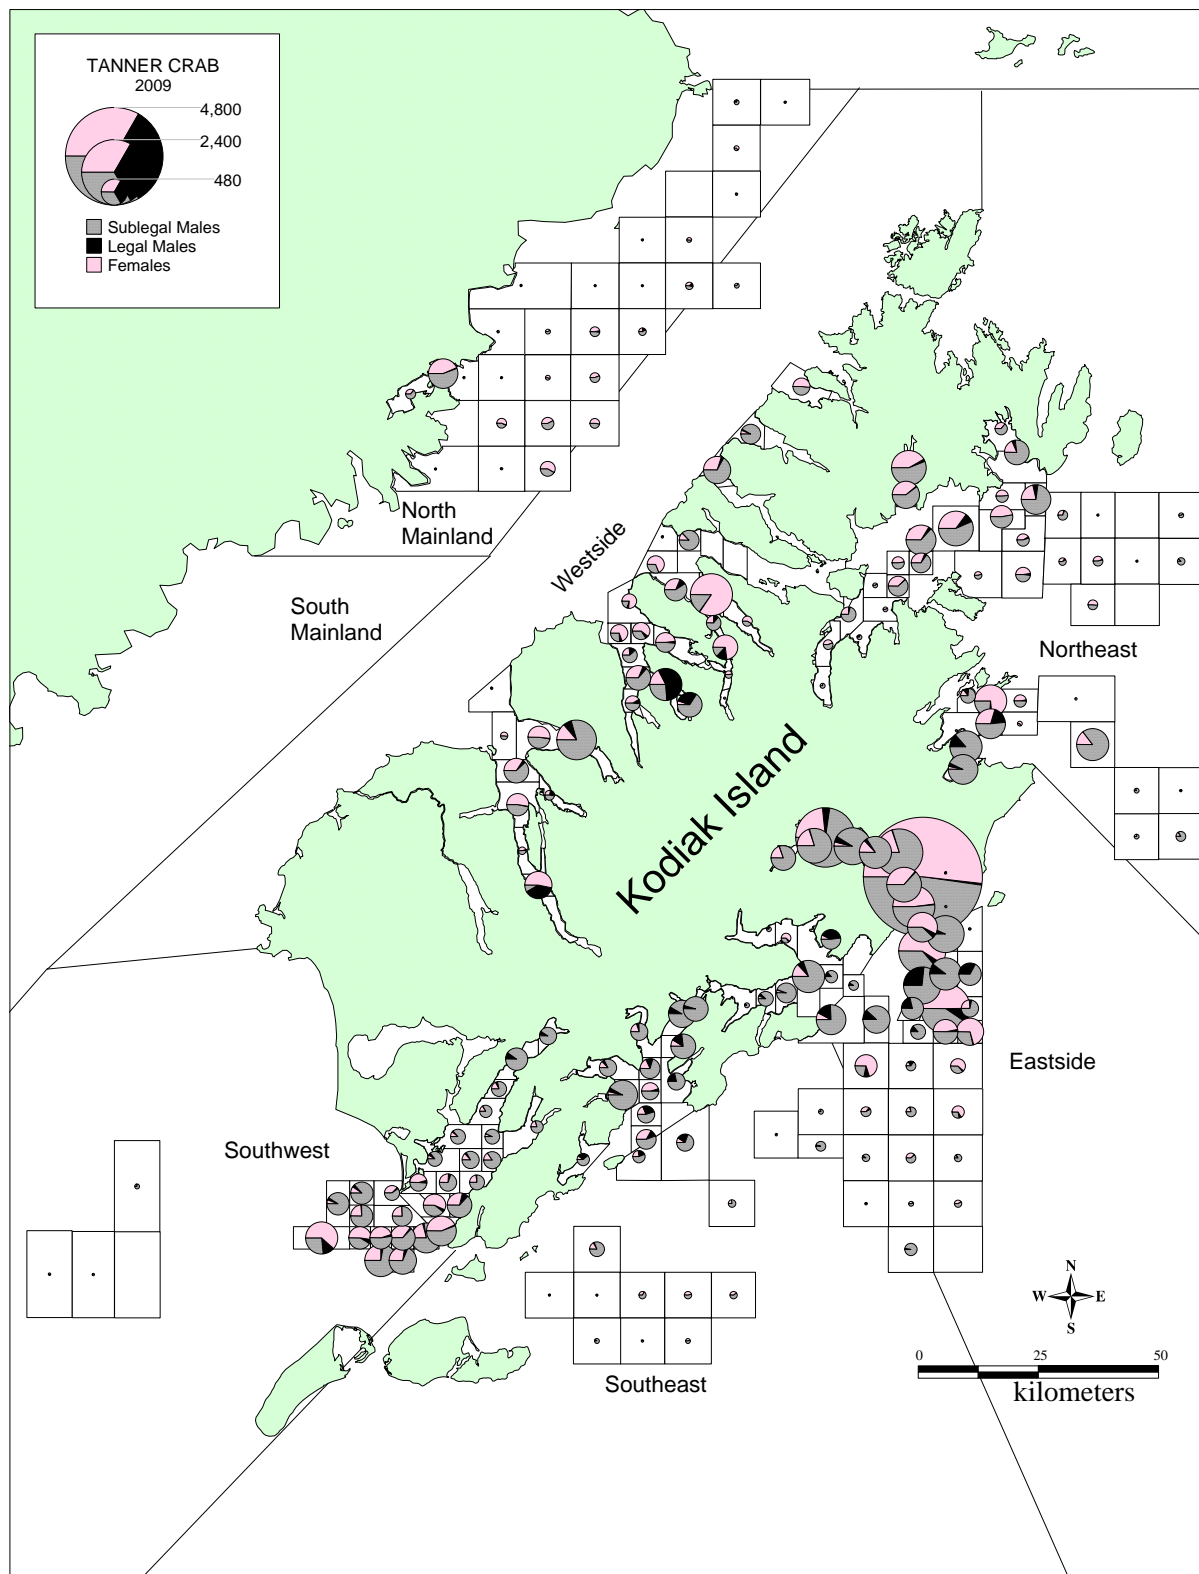 TANNER CRAB
2009
4,800
2,400
480
Sublegal Males
Legal Males
Females
North
Mainland
South
Mainland
Westside
Northeast
Kodiak Island
Eastside
Southwest
Southeast
N
W E
S
0 25 50
kilometers